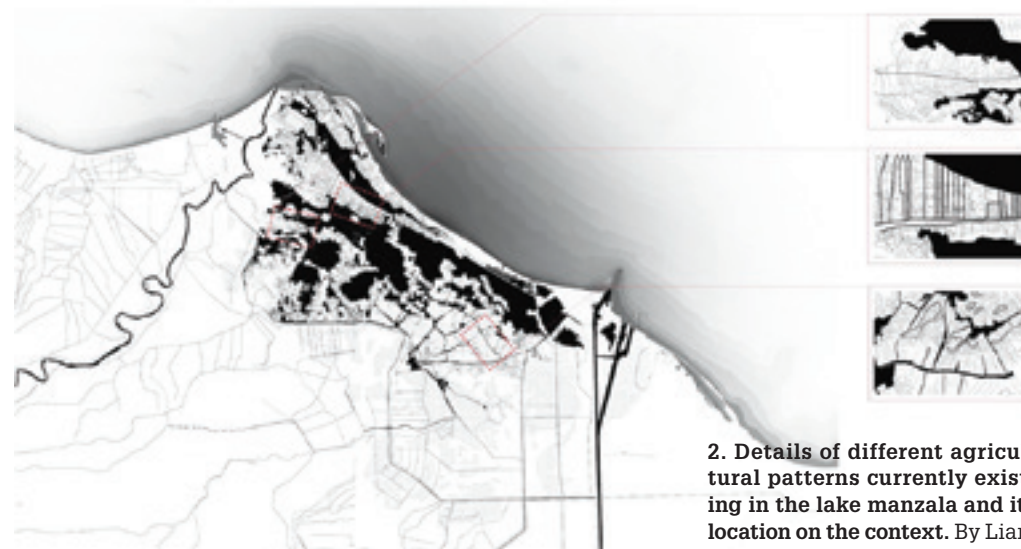 2. Details of different agricu
tural patterns currently exist
ing in the lake manzala and it
location on the context. By Lian